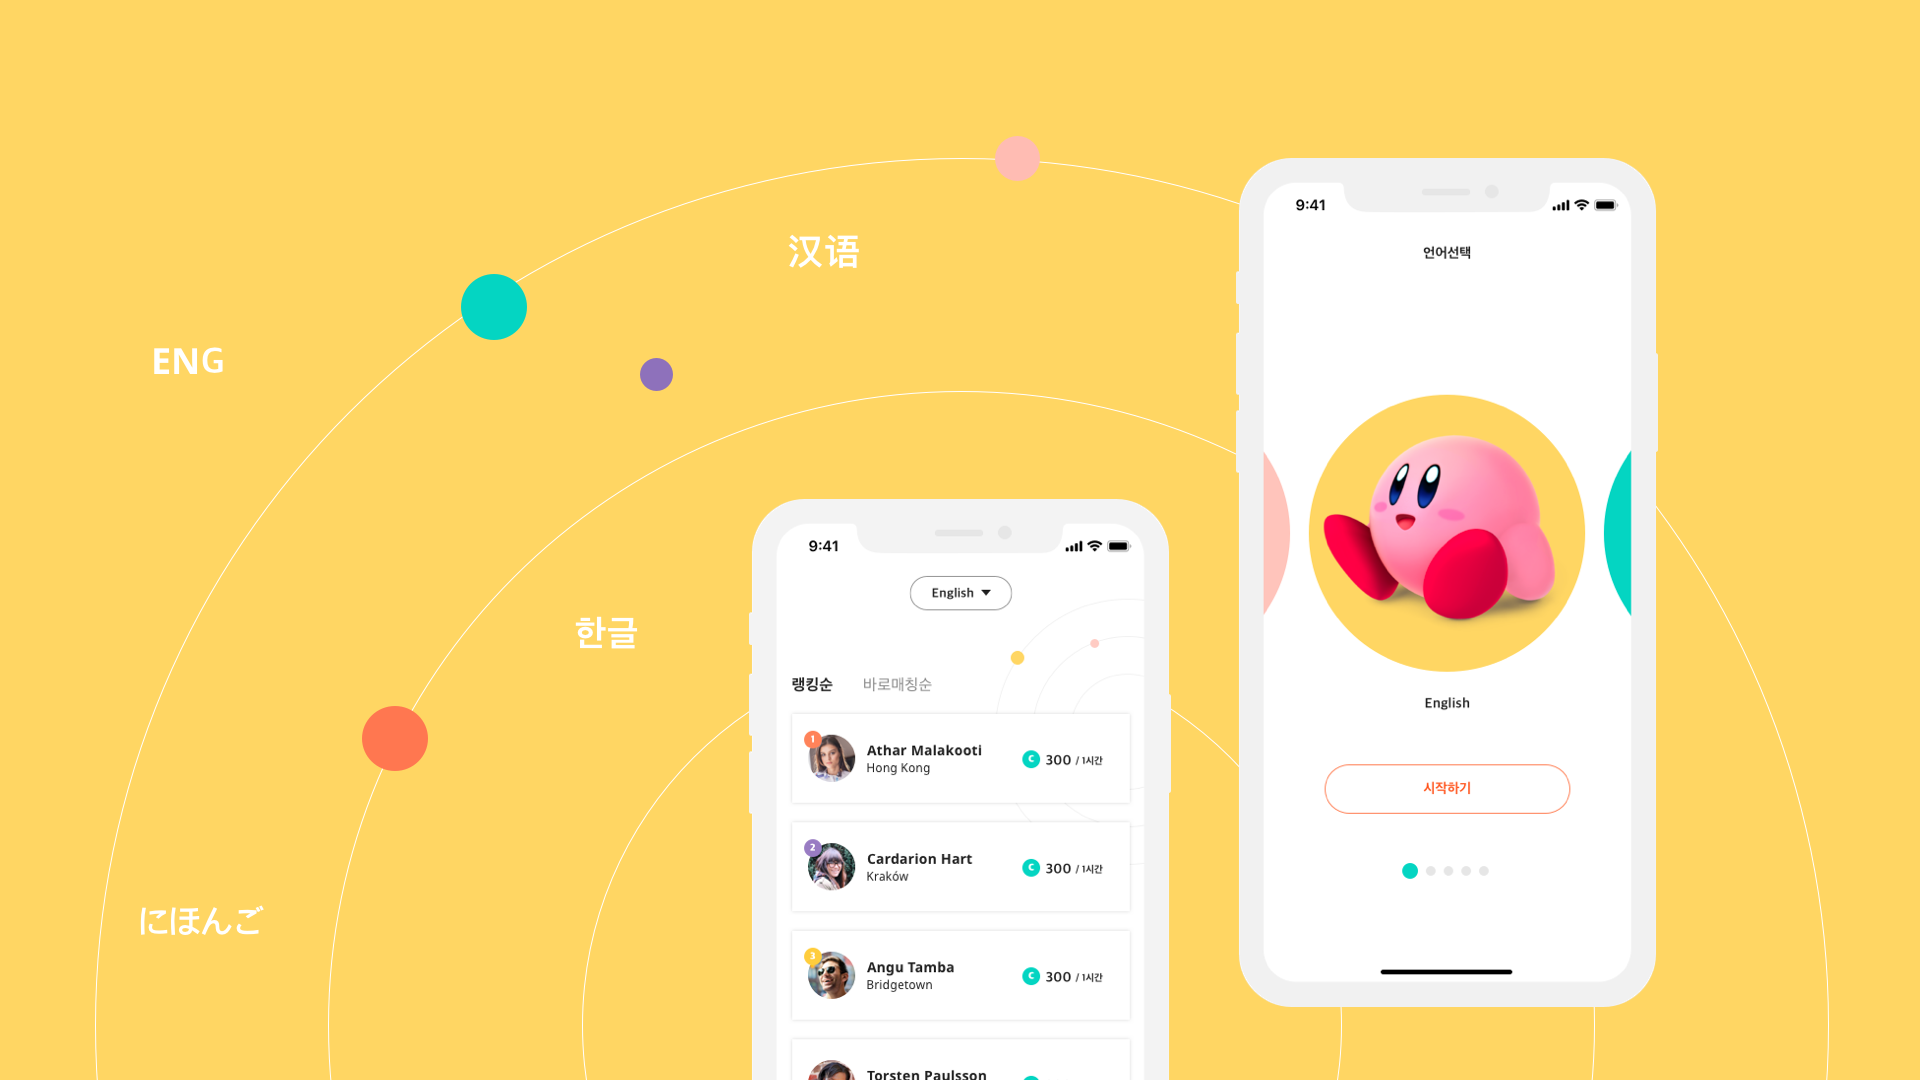 ENG
汉语
한글
にほんご
9:41
English
랭킹순 바로매칭순
1
Athar Malakooti
Hong Kong
C 300 / 1시간
2
Cardarion Hart
Kraków
C 300 / 1시간
3
Angu Tamba
Bridgetown
C 300 / 1시간
Torsten Paulsson
9:41
언어선택
English
시작하기